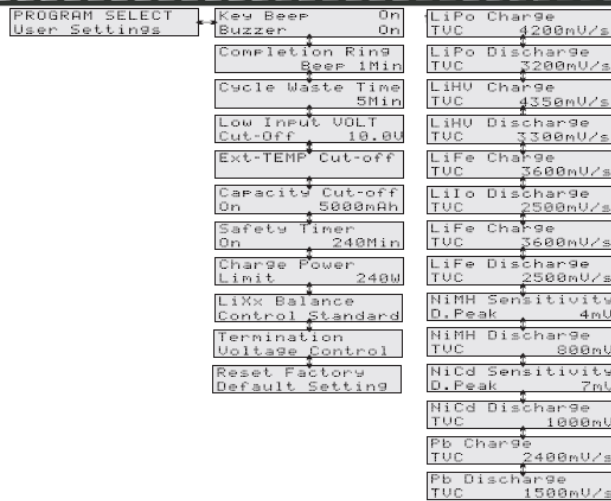 PROGRAM SELECT
User Settings
Key Beep On
Buzzer On
Completion Ring
Beep 1Min
Cycle Waste Time
5Min
Low Input VOLT
Cut-Off 10.0V
Ext-TEMP Cut-off
Capacity Cut-off
On 5000mAh
Safety Timer
On 240Min
Charge Power
Limit 240W
LiXx Balance
Control Standard
Termination
Voltage Control
Reset Factory
Default Setting
LiPo Charge
TVC 4200mV/s
LiPo Discharge
TVC 3200mV/s
LiHV Charge
TVC 4350mV/s
LiHV Discharge
TVC 3300mV/s
LiFe Charge
TVC 3600mV/s
LiIo Discharge
TVC 2500mV/s
LiFe Charge
TVC 3600mV/s
LiFe Discharge
TVC 2500mV/s
NiMH Sensitivity
D.Peak 4mV
NiMH Discharge
TVC 800mV
NiCd Sensitivity
D.Peak 7mV
NiCd Discharge
TVC 1000mV
Pb Charge
TVC 2400mV/s
Pb Discharge
TVC 1500mV/s